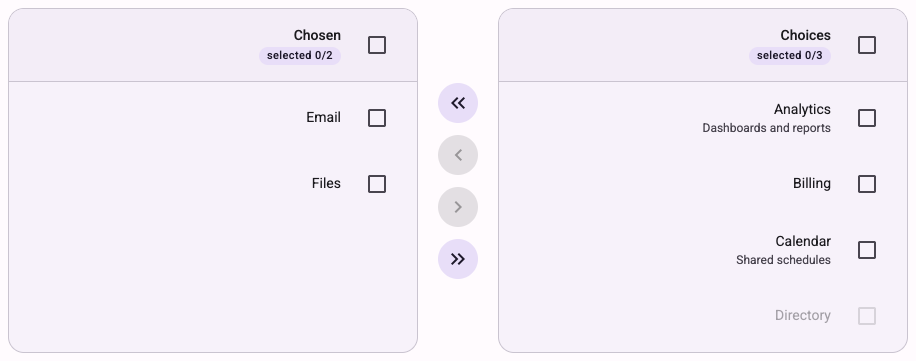 Chosen
selected 0/2
Email
Files
Choices
selected 0/3
Analytics
Dashboards and reports
Billing
Calendar
Shared schedules
Directory